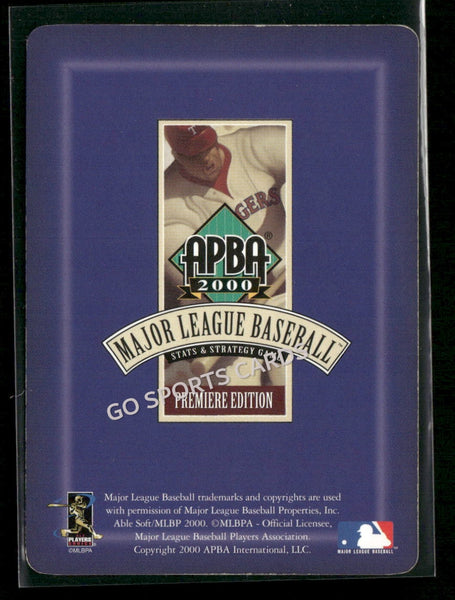 T
GERS
APBA®
2000
MAJOR LEAGUE BASEBALL™
STATS & STRATEGY GAME
GO SPORTS CARDS
PREMIERE EDITION
Major League Baseball trademarks and copyrights are used
with permission of Major League Baseball Properties, Inc.
Able Soft/MLBP 2000. ©MLBPA - Official Licensee,
Major League Baseball Players Association.
Copyright 2000 APBA International, LLC.
PLAYERS
CHOICE
©MLBPA
MAJOR LEAGUE BASEBALL